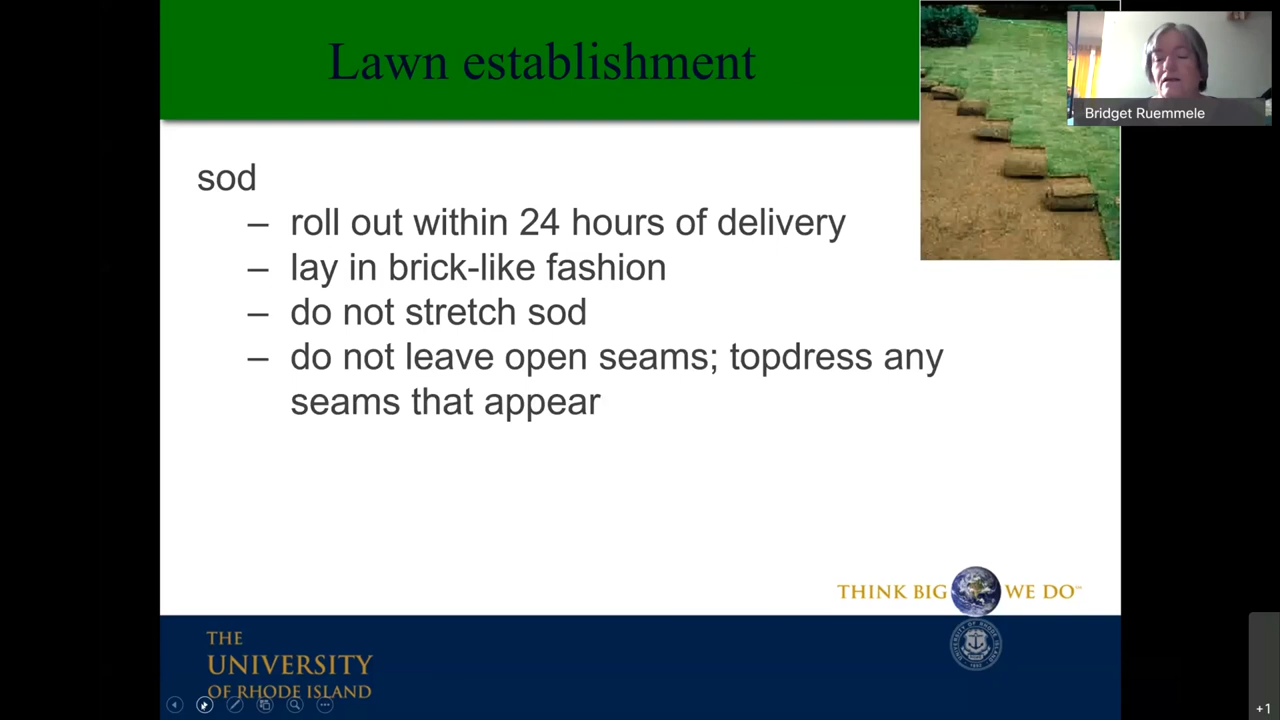 Lawn establishment
Bridget Ruemmele
sod
– roll out within 24 hours of delivery
– lay in brick-like fashion
– do not stretch sod
– do not leave open seams; topdress any
seams that appear
THINK BIG WE DO℠
THE
UNIVERSITY
OF RHODE ISLAND
+1